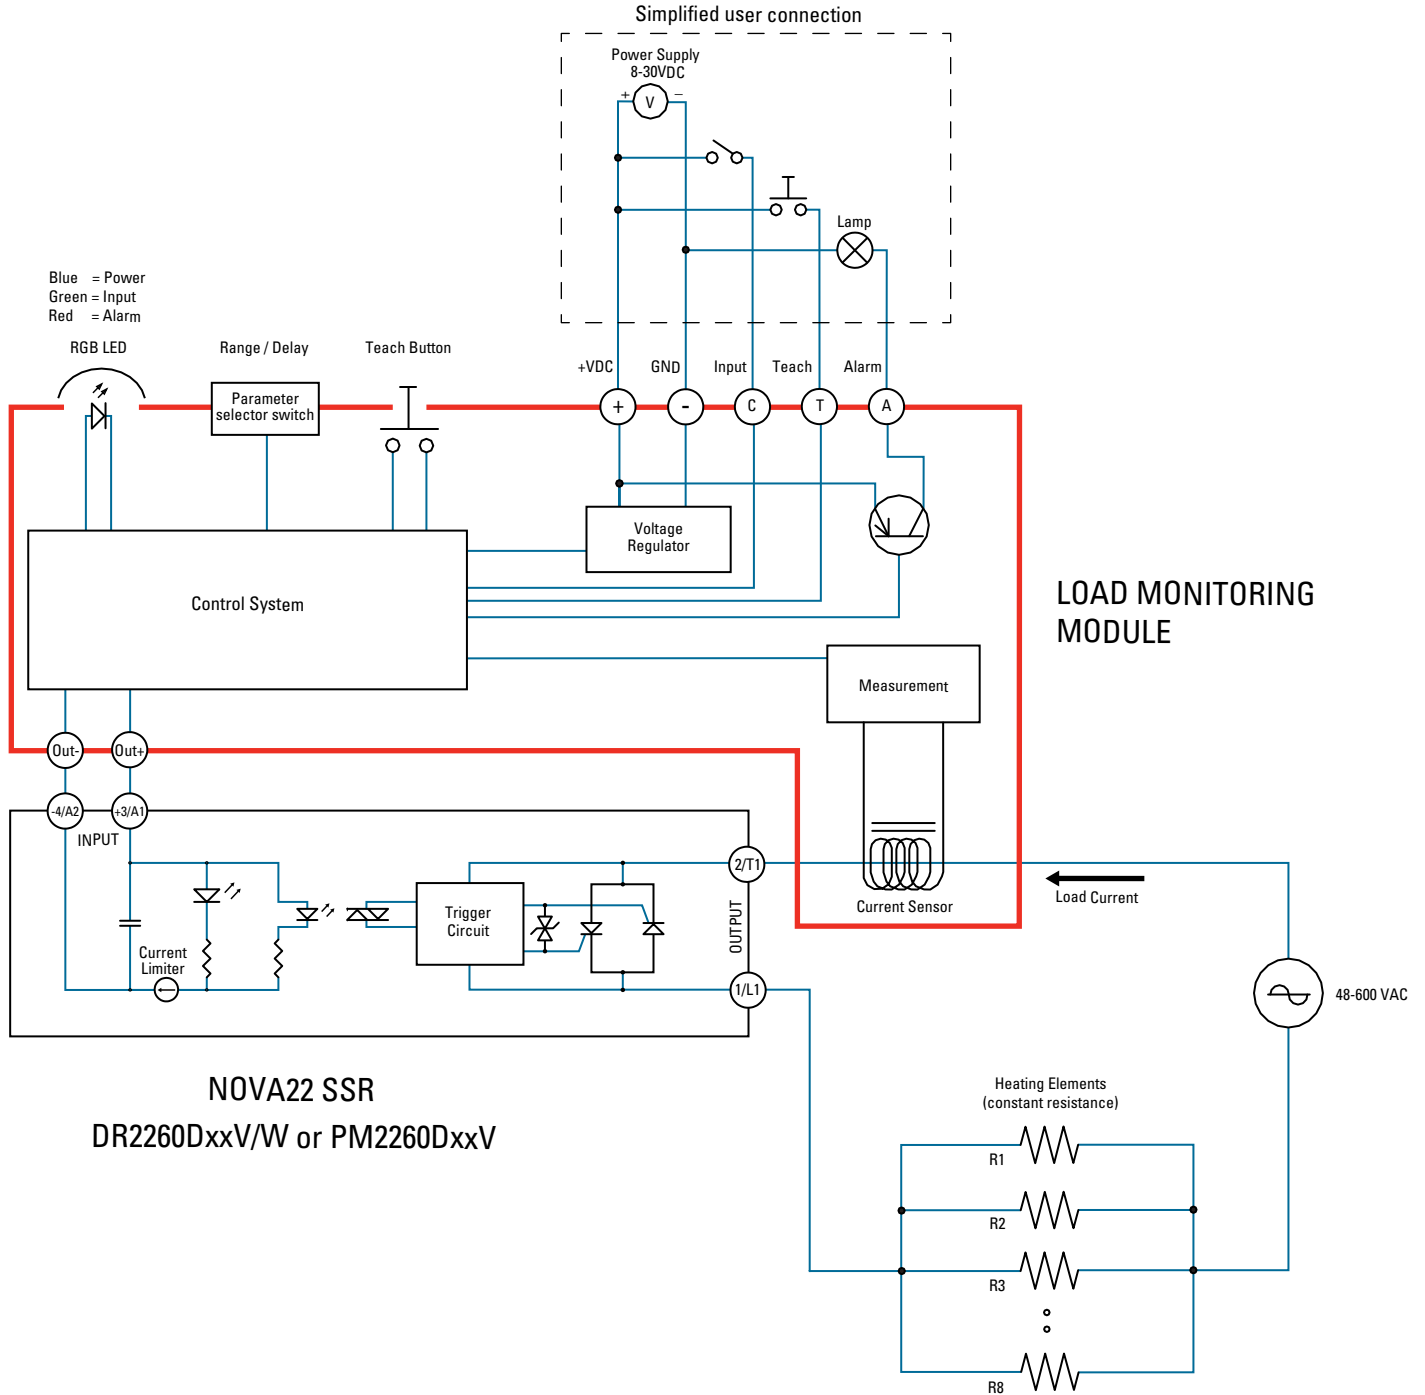 Simplified user connection
Power Supply
8-30VDC
+
V
−
Lamp
Blue = Power
Green = Input
Red = Alarm
RGB LED
Range / Delay
Teach Button
+VDC
GND
Input
Teach
Alarm
Parameter
selector switch
+
-
C
T
A
Voltage
Regulator
Control System
LOAD MONITORING
MODULE
Measurement
Out-
Out+
-4/A2
+3/A1
INPUT
2/T1
Current Sensor
Load Current
Trigger
Circuit
OUTPUT
Current
Limiter
1/L1
48-600 VAC
NOVA22 SSR
DR2260DxxV/W or PM2260DxxV
Heating Elements
(constant resistance)
R1
R2
R3
R8